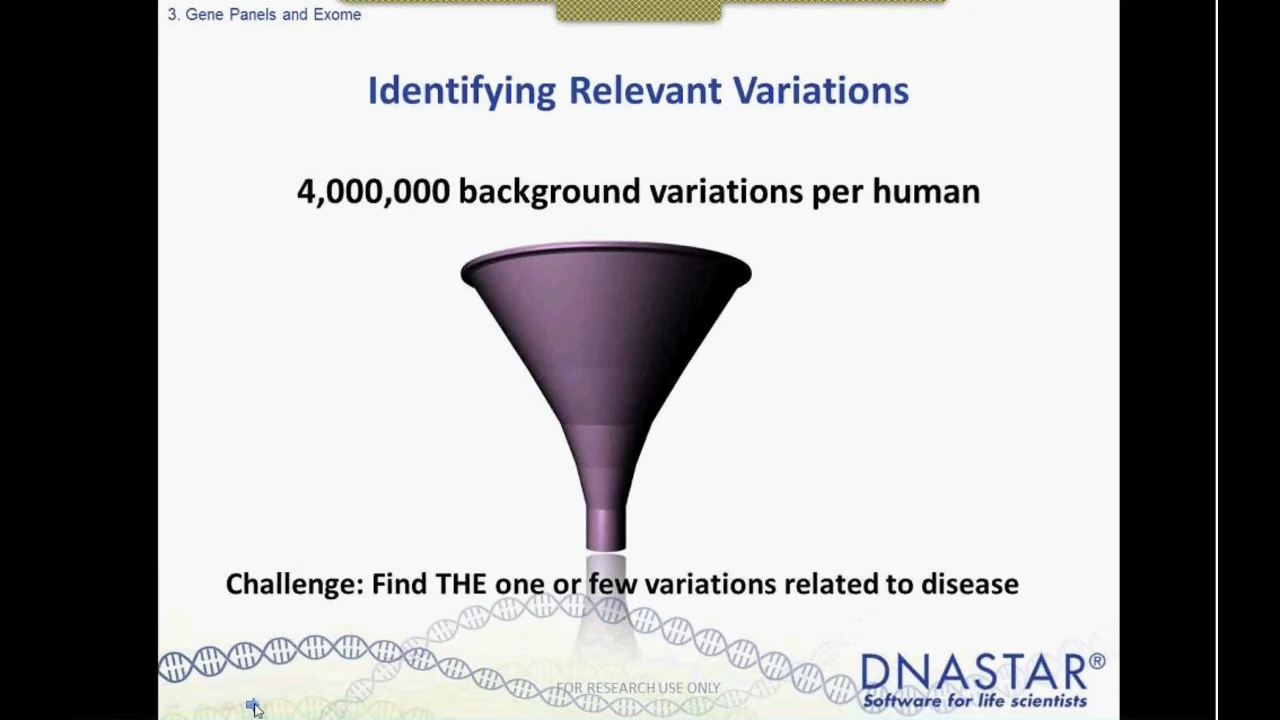 3. Gene Panels and Exome
Identifying Relevant Variations
4,000,000 background variations per human
Challenge: Find THE one or few variations related to disease
DNASTAR®
Software for life scientists
FOR RESEARCH USE ONLY